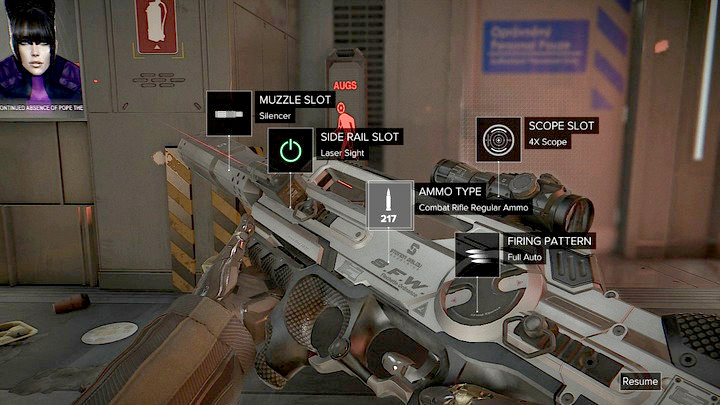 CONTINUED ABSENCE OF POPE THE
AUGS
MUZZLE SLOT
Silencer
SIDE RAIL SLOT
Laser Sight
SCOPE SLOT
4X Scope
AMMO TYPE
Combat Rifle Regular Ammo
217
FIRING PATTERN
Full Auto
S
FW
Resume